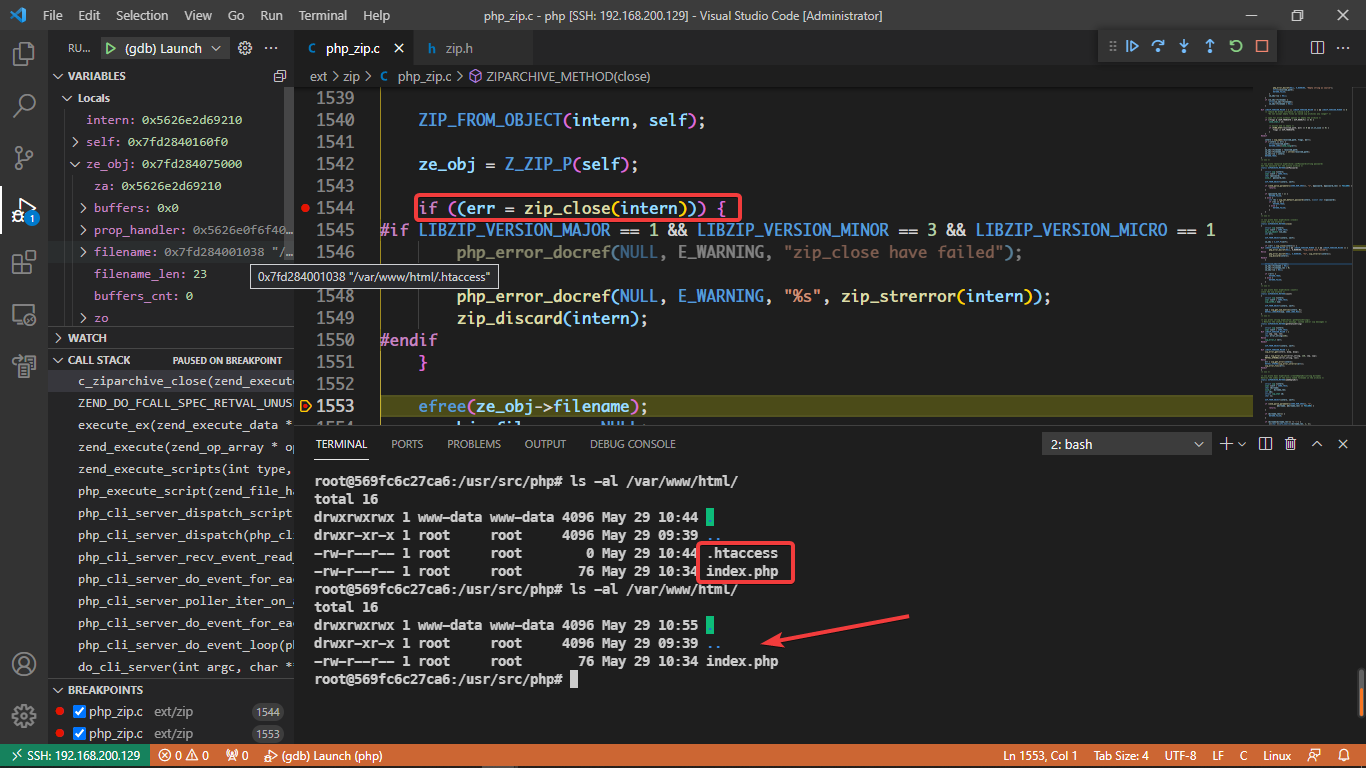 File Edit Selection View Go Run Terminal Help
php_zip.c - php [SSH: 192.168.200.129] - Visual Studio Code [Administrator]
RU... (gdb) Launch
php_zip.c
zip.h
ext > zip > C php_zip.c > ZIPARCHIVE_METHOD(close)
VARIABLES
Locals
intern: 0x5626e2d69210
self: 0x7fd2840160f0
ze_obj: 0x7fd284075000
za: 0x5626e2d69210
buffers: 0x0
prop_handler: 0x5626e0f6f40...
filename: 0x7fd284001038 "/...
0x7fd284001038 "/var/www/html/.htaccess"
filename_len: 23
buffers_cnt: 0
zo
WATCH
CALL STACK PAUSED ON BREAKPOINT
c_ziparchive_close(zend_execute
ZEND_DO_FCALL_SPEC_RETVAL_UNUS
execute_ex(zend_execute_data *
zend_execute(zend_op_array * op
zend_execute_scripts(int type,
php_execute_script(zend_file_ha
php_cli_server_dispatch_script
php_cli_server_dispatch(php_cli
php_cli_server_recv_event_read_
php_cli_server_do_event_for_eac
php_cli_server_poller_iter_on_
php_cli_server_do_event_for_eac
php_cli_server_do_event_loop(ph
do_cli_server(int argc, char **
BREAKPOINTS
php_zip.c ext/zip 1544
php_zip.c ext/zip 1553
1539
1540 ZIP_FROM_OBJECT(intern, self);
1541
1542 ze_obj = Z_ZIP_P(self);
1543
1544 if ((err = zip_close(intern))) {
1545 #if LIBZIP_VERSION_MAJOR == 1 && LIBZIP_VERSION_MINOR == 3 && LIBZIP_VERSION_MICRO == 1
1546 php_error_docref(NULL, E_WARNING, "zip_close have failed");
1548 php_error_docref(NULL, E_WARNING, "%s", zip_strerror(intern));
1549 zip_discard(intern);
1550 #endif
1551 }
1552
1553 efree(ze_obj->filename);
TERMINAL PORTS PROBLEMS OUTPUT DEBUG CONSOLE
2: bash
root@569fc6c27ca6:/usr/src/php# ls -al /var/www/html/
total 16
drwxrwxrwx 1 www-data www-data 4096 May 29 10:44 .
drwxr-xr-x 1 root root 4096 May 29 09:39 ..
-rw-r--r-- 1 root root 0 May 29 10:44 .htaccess
-rw-r--r-- 1 root root 76 May 29 10:34 index.php
root@569fc6c27ca6:/usr/src/php# ls -al /var/www/html/
total 16
drwxrwxrwx 1 www-data www-data 4096 May 29 10:55 .
drwxr-xr-x 1 root root 4096 May 29 09:39 ..
-rw-r--r-- 1 root root 76 May 29 10:34 index.php
root@569fc6c27ca6:/usr/src/php#
SSH: 192.168.200.129 0 0 0 (gdb) Launch (php)
Ln 1553, Col 1 Tab Size: 4 UTF-8 LF C Linux